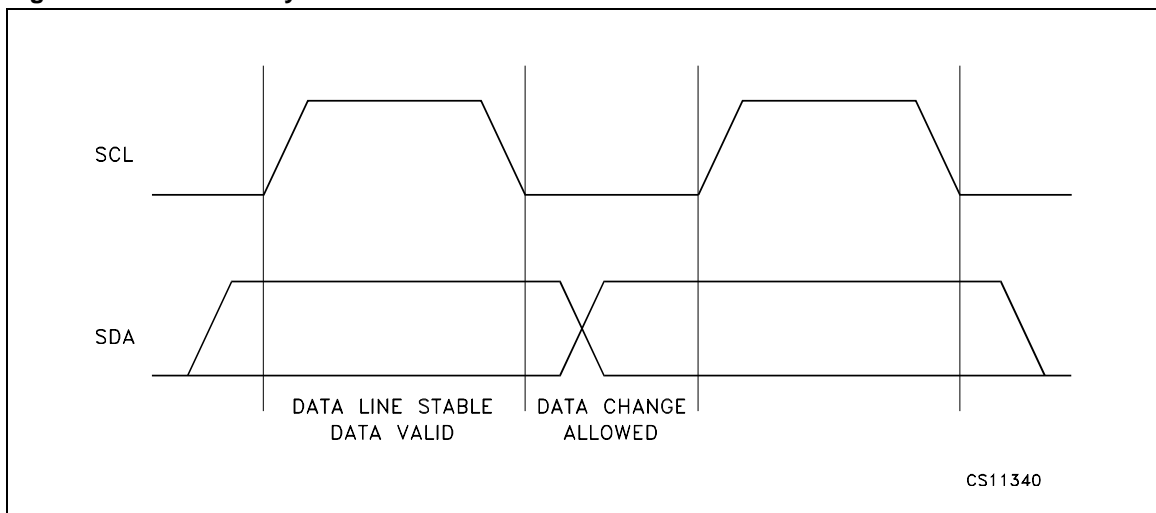 SCL
SDA
DATA LINE STABLE
DATA VALID
DATA CHANGE
ALLOWED
CS11340